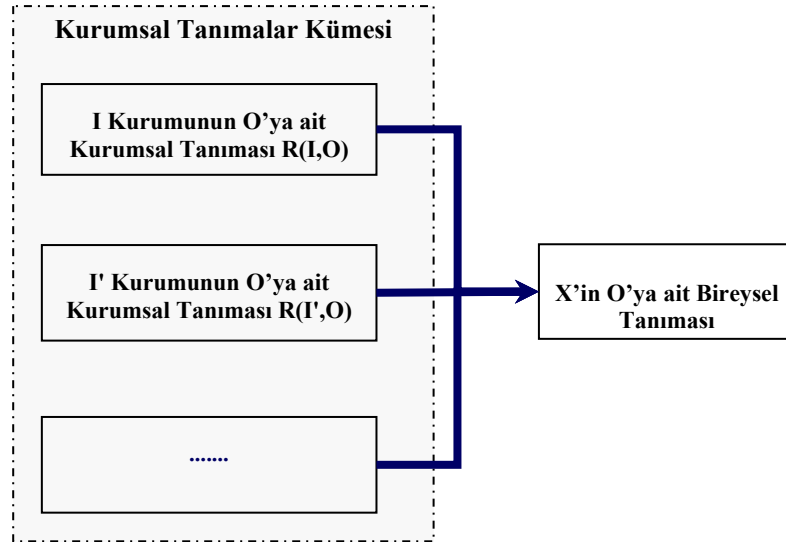 Kurumsal Tanımalar Kümesi
I Kurumunun O’ya ait
Kurumsal Tanıması R(I,O)
I' Kurumunun O’ya ait
Kurumsal Tanıması R(I',O)
.......
X’in O’ya ait Bireysel
Tanıması